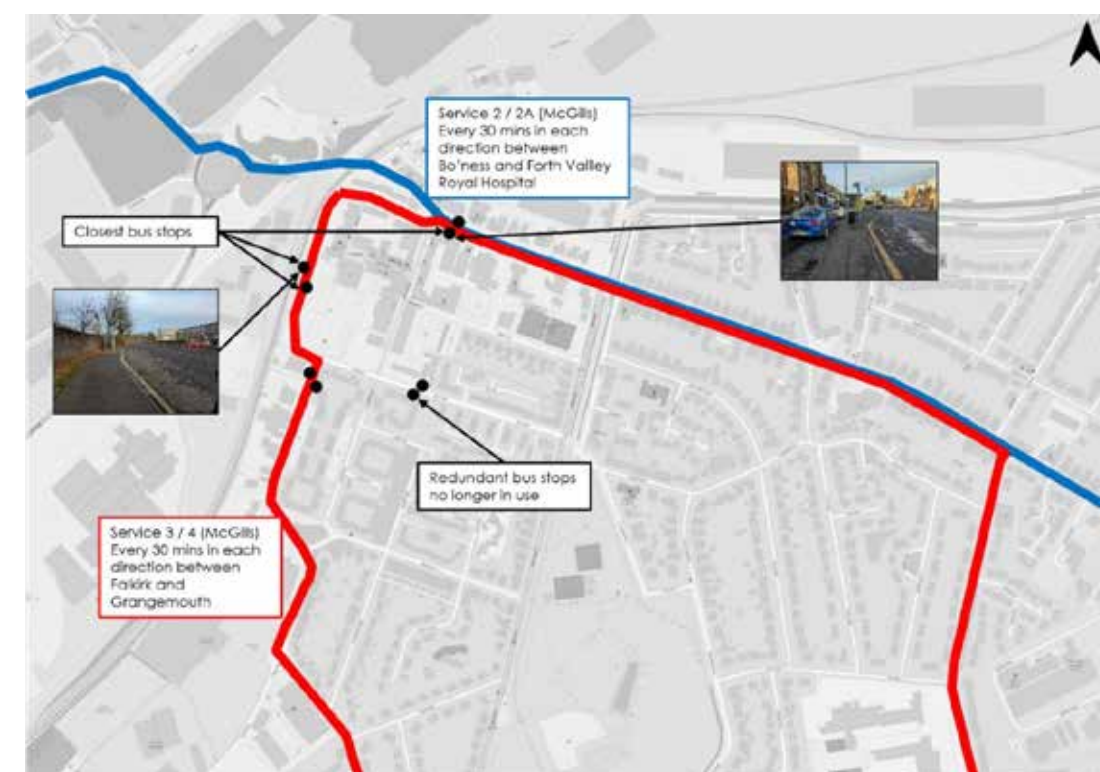 Service 2 / 2A (McGills)
Every 30 mins in each
direction between
Bo'ness and Forth Vallley
Royal Hospital
Closest bus stops
Redundant bus stops
no longer in use
Service 3 / 4 (McGills)
Every 30 mins in each
direction between
Falkirk and
Grangemouth